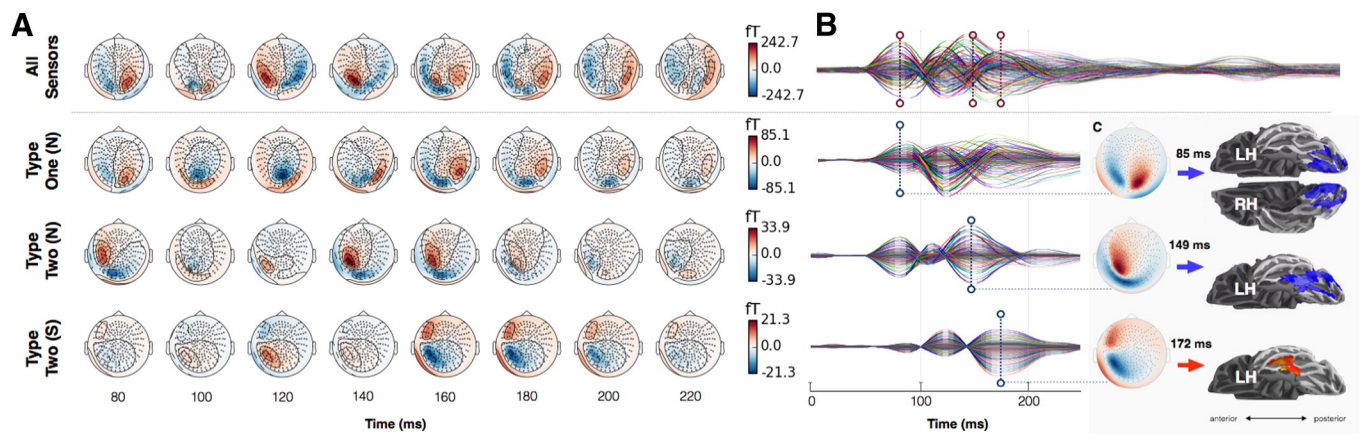 A
All
Sensors
fT
242.7
0.0
-242.7
Type
One (N)
fT
85.1
0.0
-85.1
Type
Two (N)
fT
33.9
0.0
-33.9
Type
Two (S)
fT
21.3
0.0
-21.3
80 100 120 140 160 180 200 220
Time (ms)
B
0 100 200
Time (ms)
C
85 ms
LH
RH
149 ms
LH
172 ms
LH
anterior posterior